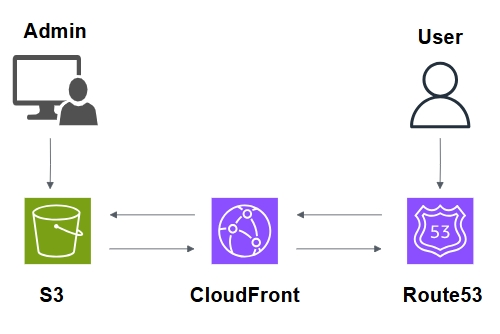 Admin
User
53
S3
CloudFront
Route53